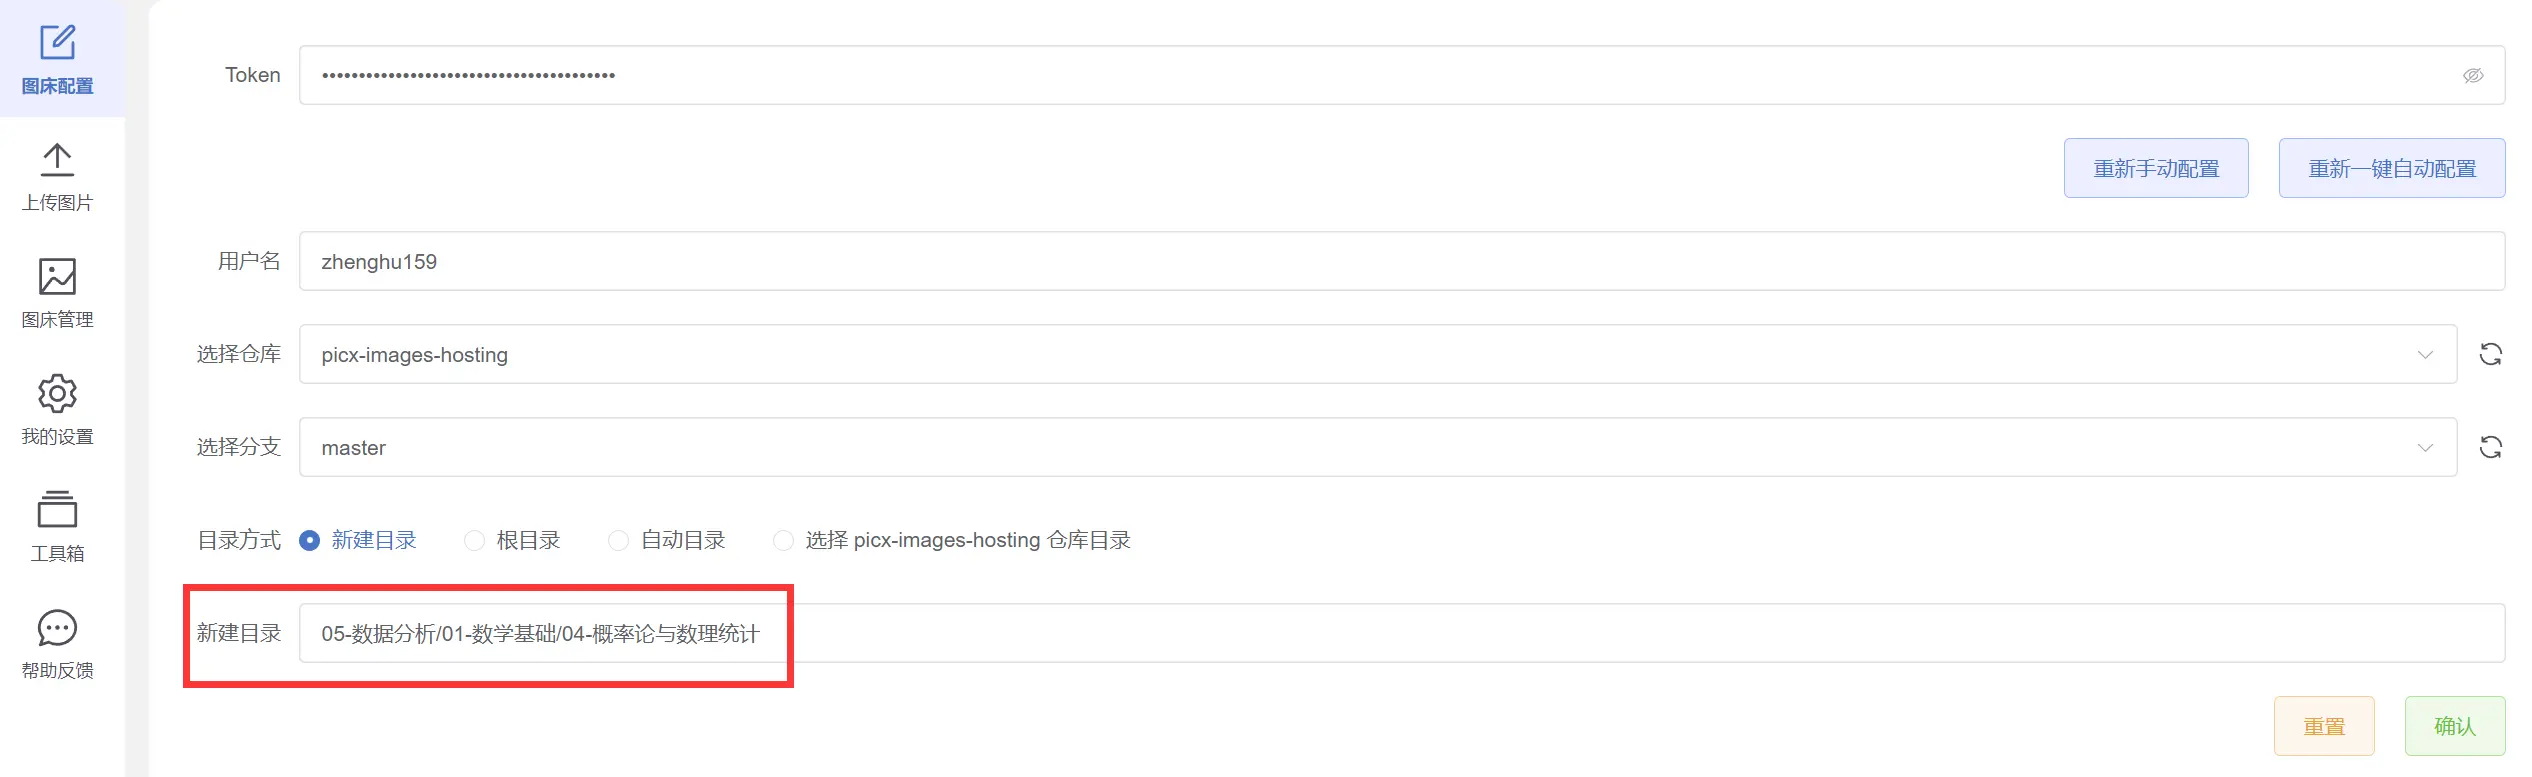 图床配置
上传图片
图床管理
我的设置
工具箱
帮助反馈
Token ••••••••••••••••••••••••••••••••••••••••
重新手动配置 重新一键自动配置
用户名 zhenghu159
选择仓库 picx-images-hosting
选择分支 master
目录方式 新建目录 根目录 自动目录 选择 picx-images-hosting 仓库目录
新建目录 05-数据分析/01-数学基础/04-概率论与数理统计
重置 确认